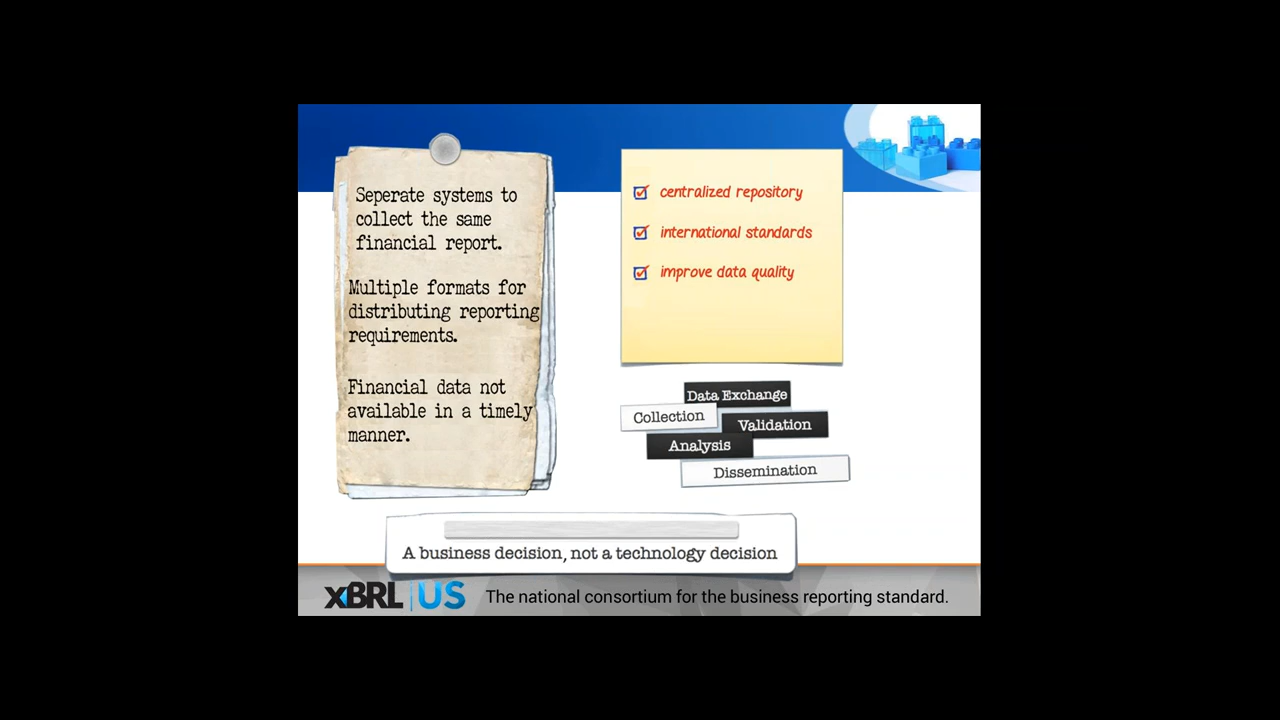 Seperate systems to
collect the same
financial report.
Multiple formats for
distributing reporting
requirements.
Financial data not
available in a timely
manner.
centralized repository
international standards
improve data quality
Data Exchange
Collection
Validation
Analysis
Dissemination
A business decision, not a technology decision
XBRL US
The national consortium for the business reporting standard.